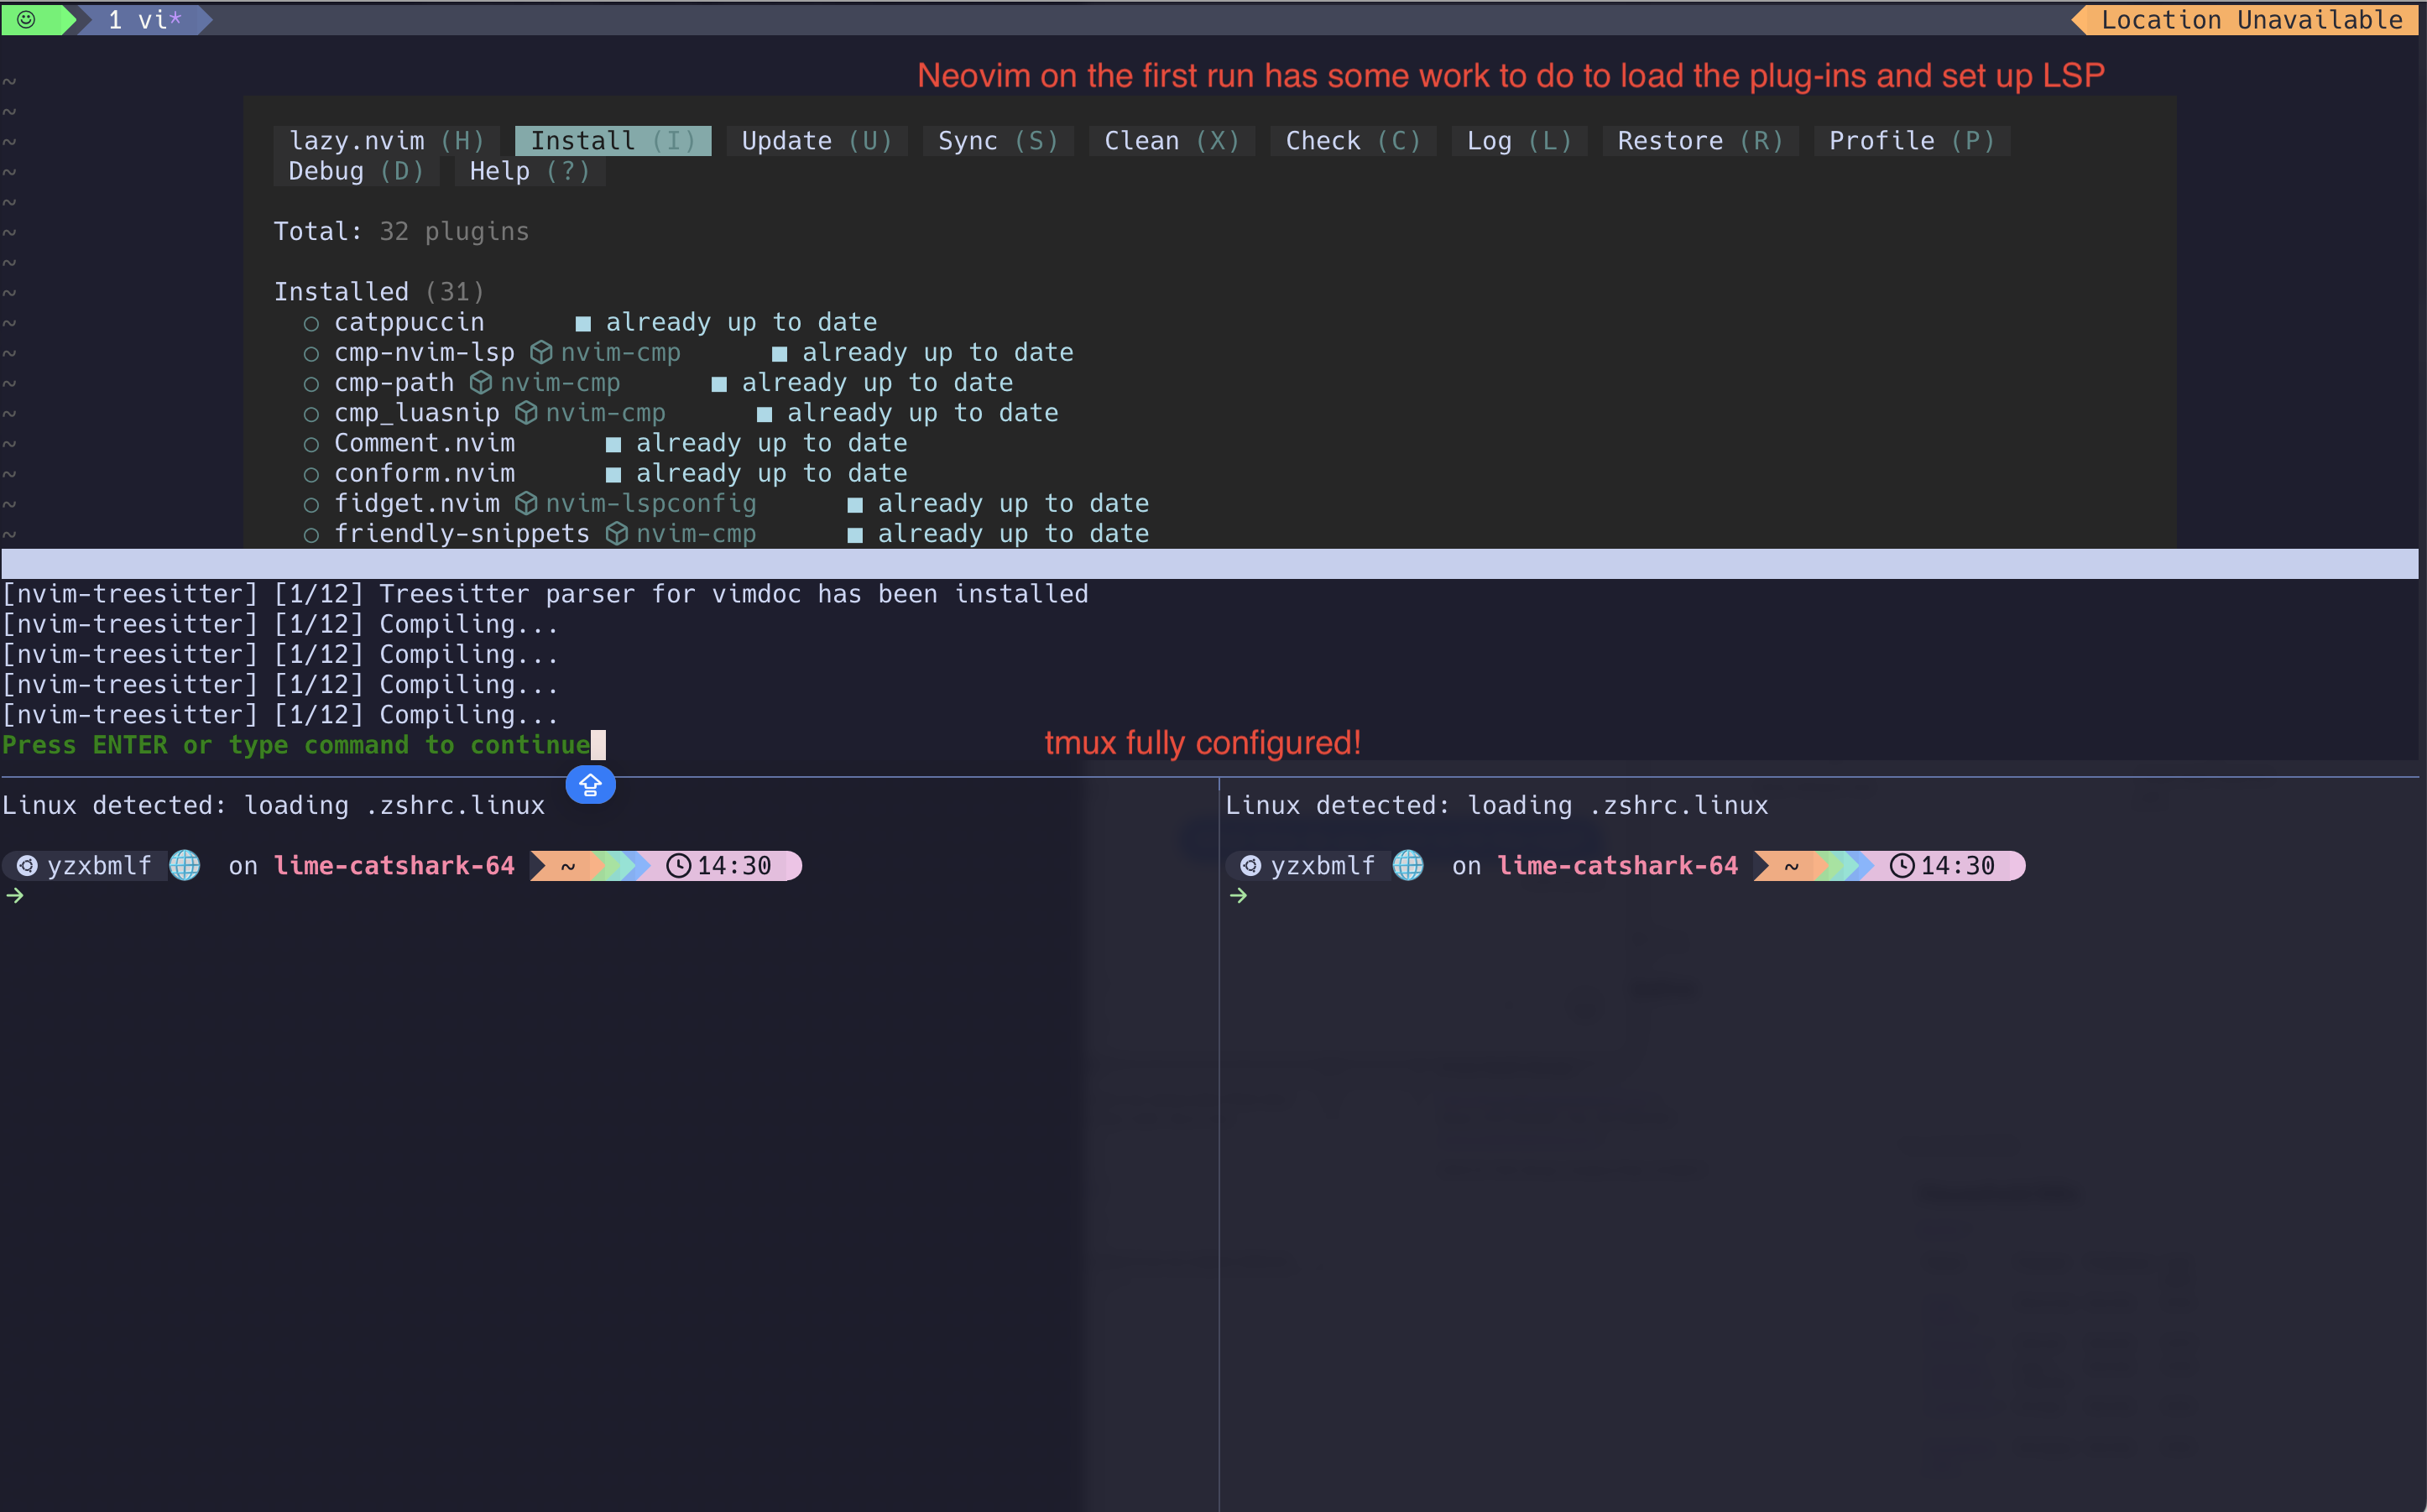 1 vi*
Location Unavailable
Neovim on the first run has some work to do to load the plug-ins and set up LSP
lazy.nvim (H) Install (I) Update (U) Sync (S) Clean (X) Check (C) Log (L) Restore (R) Profile (P)
Debug (D) Help (?)
Total: 32 plugins
Installed (31)
○ catppuccin ■ already up to date
○ cmp-nvim-lsp nvim-cmp ■ already up to date
○ cmp-path nvim-cmp ■ already up to date
○ cmp_luasnip nvim-cmp ■ already up to date
○ Comment.nvim ■ already up to date
○ conform.nvim ■ already up to date
○ fidget.nvim nvim-lspconfig ■ already up to date
○ friendly-snippets nvim-cmp ■ already up to date
[nvim-treesitter] [1/12] Treesitter parser for vimdoc has been installed
[nvim-treesitter] [1/12] Compiling...
[nvim-treesitter] [1/12] Compiling...
[nvim-treesitter] [1/12] Compiling...
[nvim-treesitter] [1/12] Compiling...
Press ENTER or type command to continue
tmux fully configured!
Linux detected: loading .zshrc.linux
yzxbmlf on lime-catshark-64 ~ 14:30
→
Linux detected: loading .zshrc.linux
yzxbmlf on lime-catshark-64 ~ 14:30
→